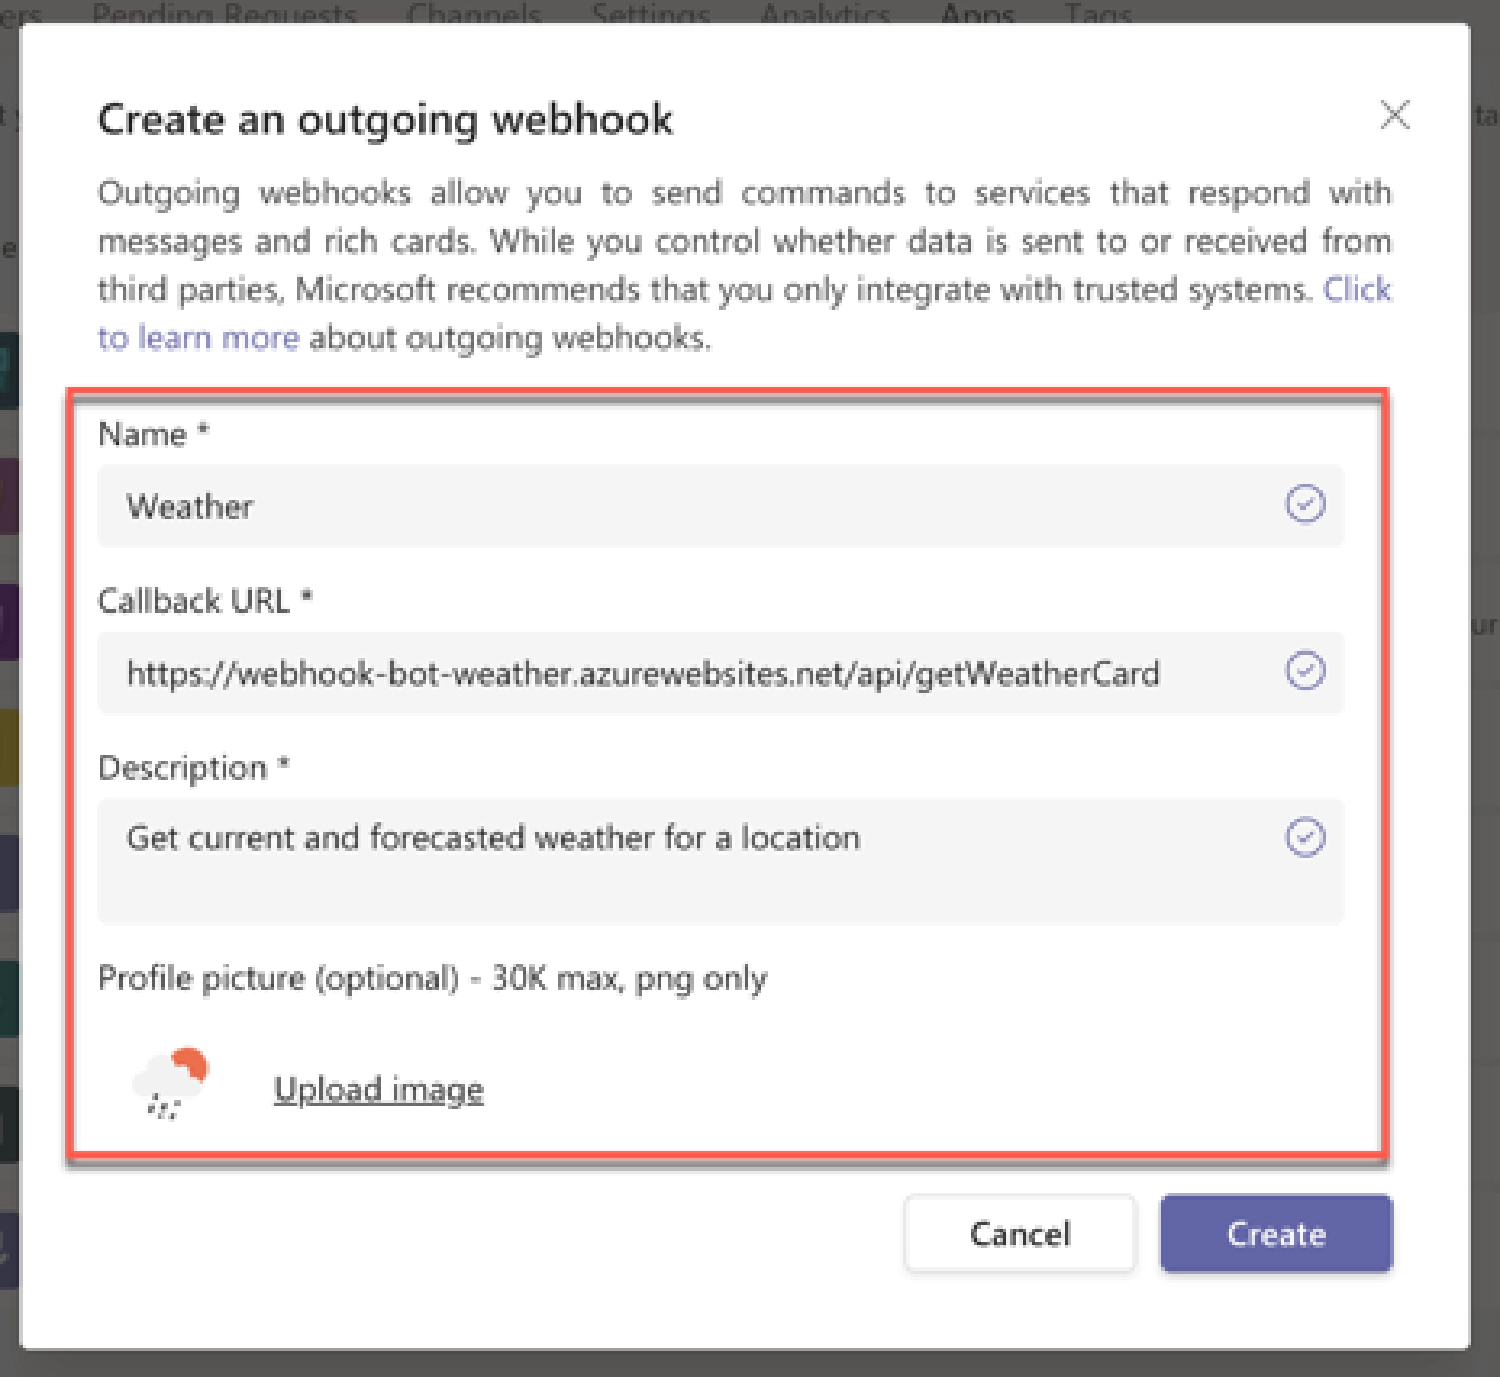 ers Pending Requests Channels Settings Analytics Apps Tags
Create an outgoing webhook
Outgoing webhooks allow you to send commands to services that respond with
messages and rich cards. While you control whether data is sent to or received from
third parties, Microsoft recommends that you only integrate with trusted systems. Click
to learn more about outgoing webhooks.
Name *
Weather
Callback URL *
https://webhook-bot-weather.azurewebsites.net/api/getWeatherCard
Description *
Get current and forecasted weather for a location
Profile picture (optional) - 30K max, png only
Upload image
Cancel Create